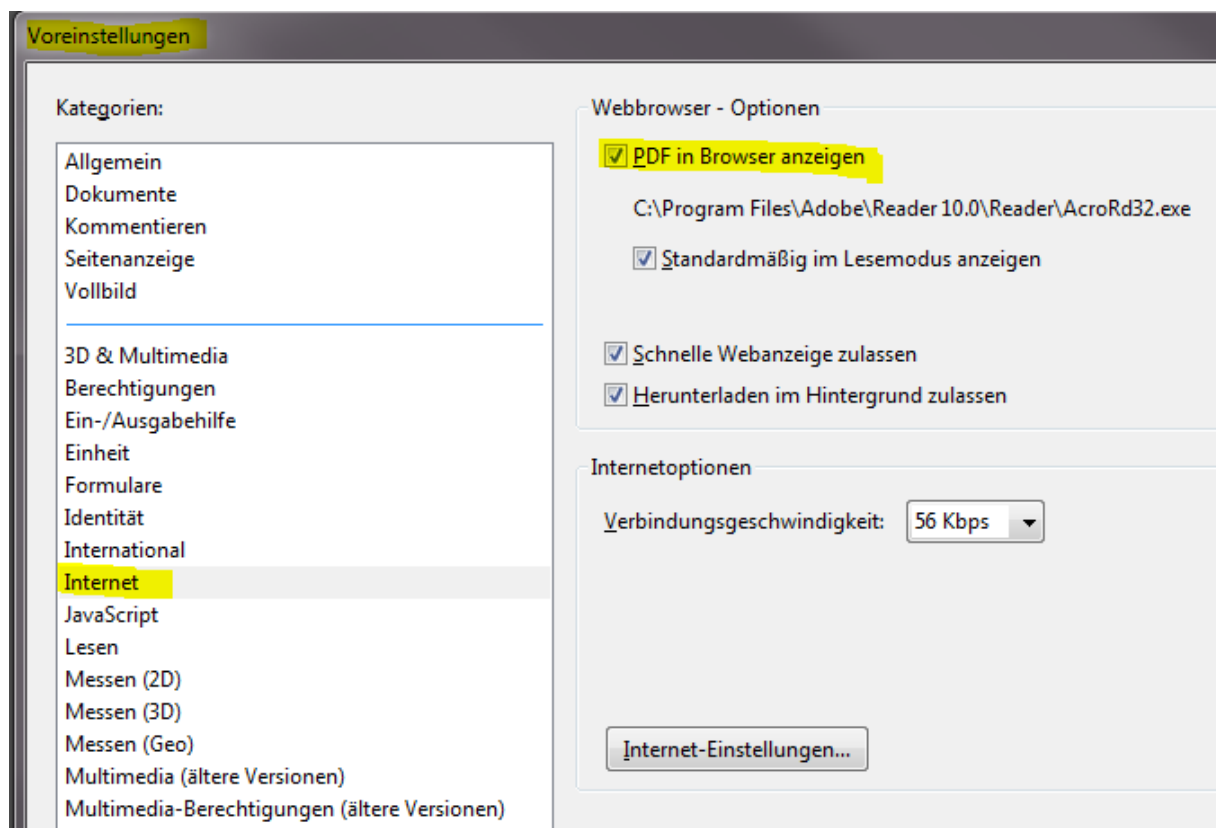 Voreinstellungen
Kategorien:
Allgemein
Dokumente
Kommentieren
Seitenanzeige
Vollbild
3D & Multimedia
Berechtigungen
Ein-/Ausgabehilfe
Einheit
Formulare
Identität
International
Internet
JavaScript
Lesen
Messen (2D)
Messen (3D)
Messen (Geo)
Multimedia (ältere Versionen)
Multimedia-Berechtigungen (ältere Versionen)
Webbrowser - Optionen
PDF in Browser anzeigen
C:\Program Files\Adobe\Reader 10.0\Reader\AcroRd32.exe
Standardmäßig im Lesemodus anzeigen
Schnelle Webanzeige zulassen
Herunterladen im Hintergrund zulassen
Internetoptionen
Verbindungsgeschwindigkeit: 56 Kbps
Internet-Einstellungen...